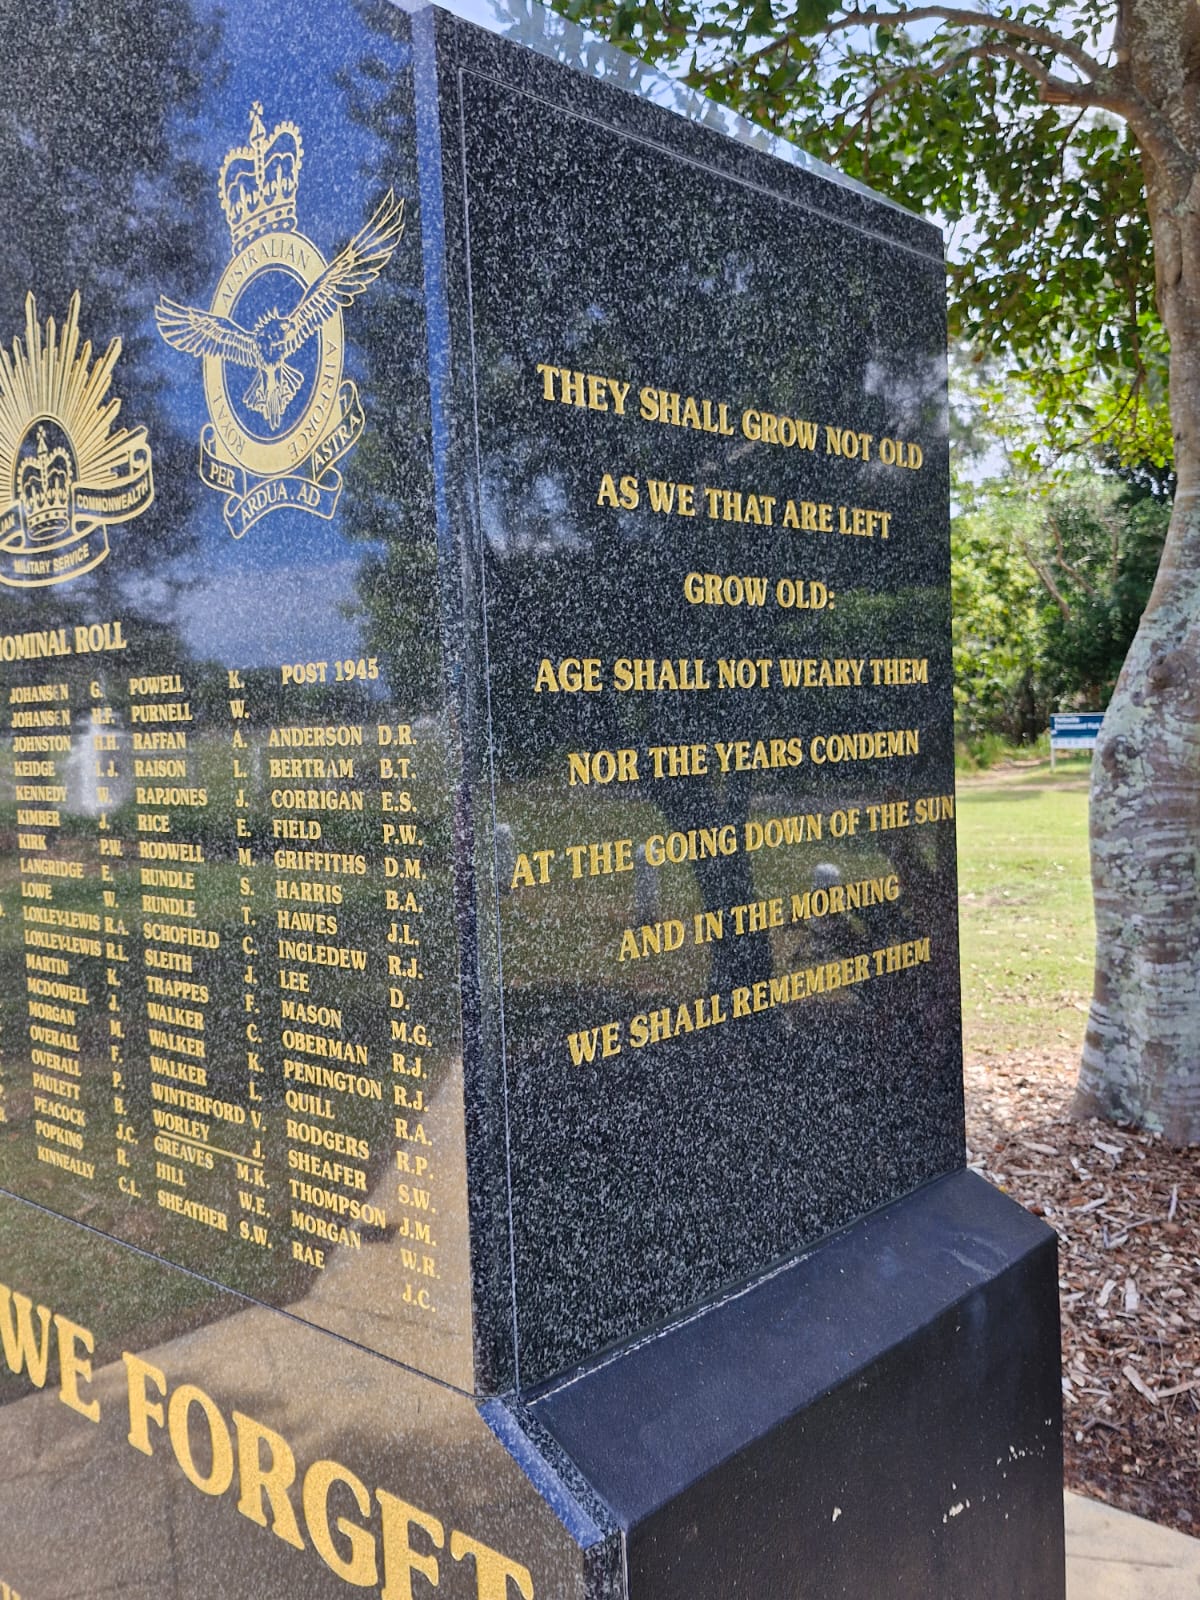 AUSTRALIAN
ROYAL AIR FORCE
PER ARDUA . AD ASTRA
COMMONWEALTH
MILITARY SERVICE
NOMINAL ROLL
POST 1945
JOHANSEN G. POWELL K.
JOHANSEN H.F. PURNELL W.
JOHNSTON H.H. RAFFAN A. ANDERSON D.R.
KEIDGE J. RAISON L. BERTRAM B.T.
KENNEDY W. RAPJONES J. CORRIGAN E.S.
KIMBER J. RICE E. FIELD P.W.
KIRK P.W. RODWELL M. GRIFFITHS D.M.
LANGRIDGE E. RUNDLE S. HARRIS B.A.
LOWE W. RUNDLE T. HAWES J.L.
LOXLEY-LEWIS R.A. SCHOFIELD C. INGLEDEW R.J.
LOXLEY-LEWIS R.L. SLEITH J. LEE D.
MARTIN K. TRAPPES F. MASON M.G.
MCDOWELL J. WALKER C. OBERMAN R.J.
MORGAN M. WALKER K. PENINGTON R.J.
OVERALL F. WALKER L. QUILL R.A.
OVERALL P. WINTERFORD V. RODGERS R.P.
PAULETT B. WORLEY J. SHEAFER S.W.
PEACOCK J.C. GREAVES M.K. THOMPSON J.M.
POPKINS R. HILL W.E. MORGAN W.R.
KINNEALLY C.L. SHEATHER S.W. RAE J.C.
WE FORGET
THEY SHALL GROW NOT OLD
AS WE THAT ARE LEFT
GROW OLD:
AGE SHALL NOT WEARY THEM
NOR THE YEARS CONDEMN
AT THE GOING DOWN OF THE SUN
AND IN THE MORNING
WE SHALL REMEMBER THEM